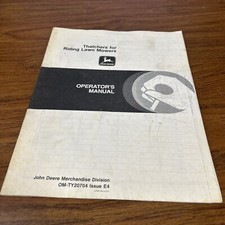 Thatchers for
Riding Lawn Mowers
OPERATOR'S
MANUAL
John Deere Merchandise Division
OM-TY20704 Issue E4